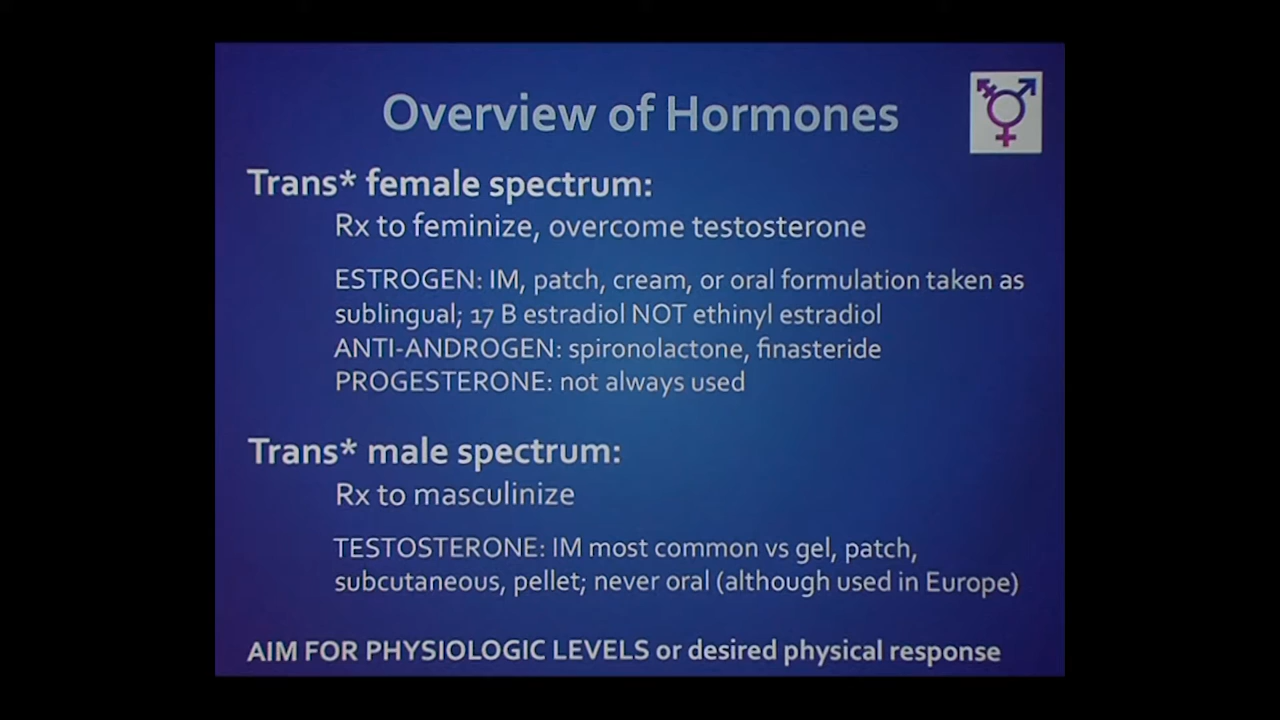 Overview of Hormones
Trans* female spectrum:
Rx to feminize, overcome testosterone
ESTROGEN: IM, patch, cream, or oral formulation taken as
sublingual; 17 B estradiol NOT ethinyl estradiol
ANTI-ANDROGEN: spironolactone, finasteride
PROGESTERONE: not always used
Trans* male spectrum:
Rx to masculinize
TESTOSTERONE: IM most common vs gel, patch,
subcutaneous, pellet; never oral (although used in Europe)
AIM FOR PHYSIOLOGIC LEVELS or desired physical response